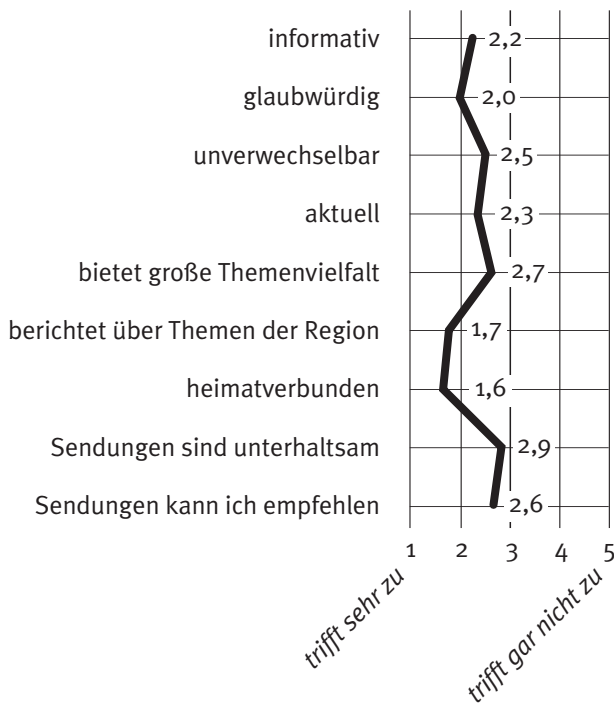 informativ 2,2
glaubwürdig 2,0
unverwechselbar 2,5
aktuell 2,3
bietet große Themenvielfalt 2,7
berichtet über Themen der Region 1,7
heimatverbunden 1,6
Sendungen sind unterhaltsam 2,9
Sendungen kann ich empfehlen 2,6
1 2 3 4 5
trifft sehr zu
trifft gar nicht zu